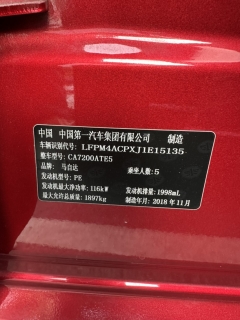 中国 中国第一汽车集团有限公司 制造
车辆识别代号: LFPM4ACPXJ1E15135
整车型号: CA7200ATE5
品牌: 马自达 乘坐人数: 5
发动机型号: PE
发动机最大净功率: 116kW 发动机排量: 1998mL
最大允许总质量: 1897kg 制造年月: 2018年11月